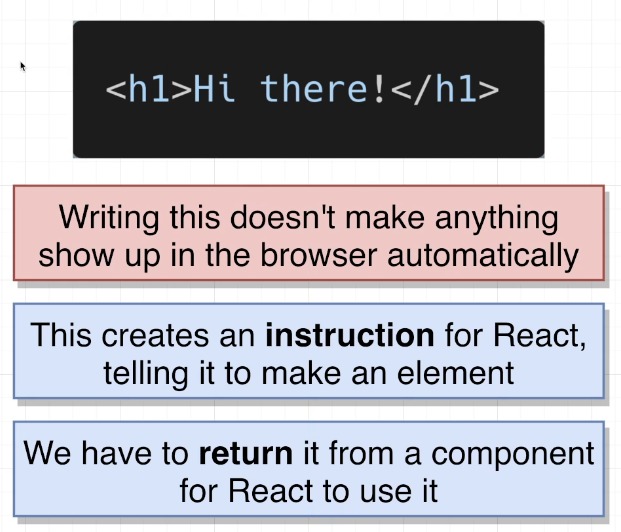 <h1>Hi there!</h1>
Writing this doesn't make anything
show up in the browser automatically
This creates an instruction for React,
telling it to make an element
We have to return it from a component
for React to use it